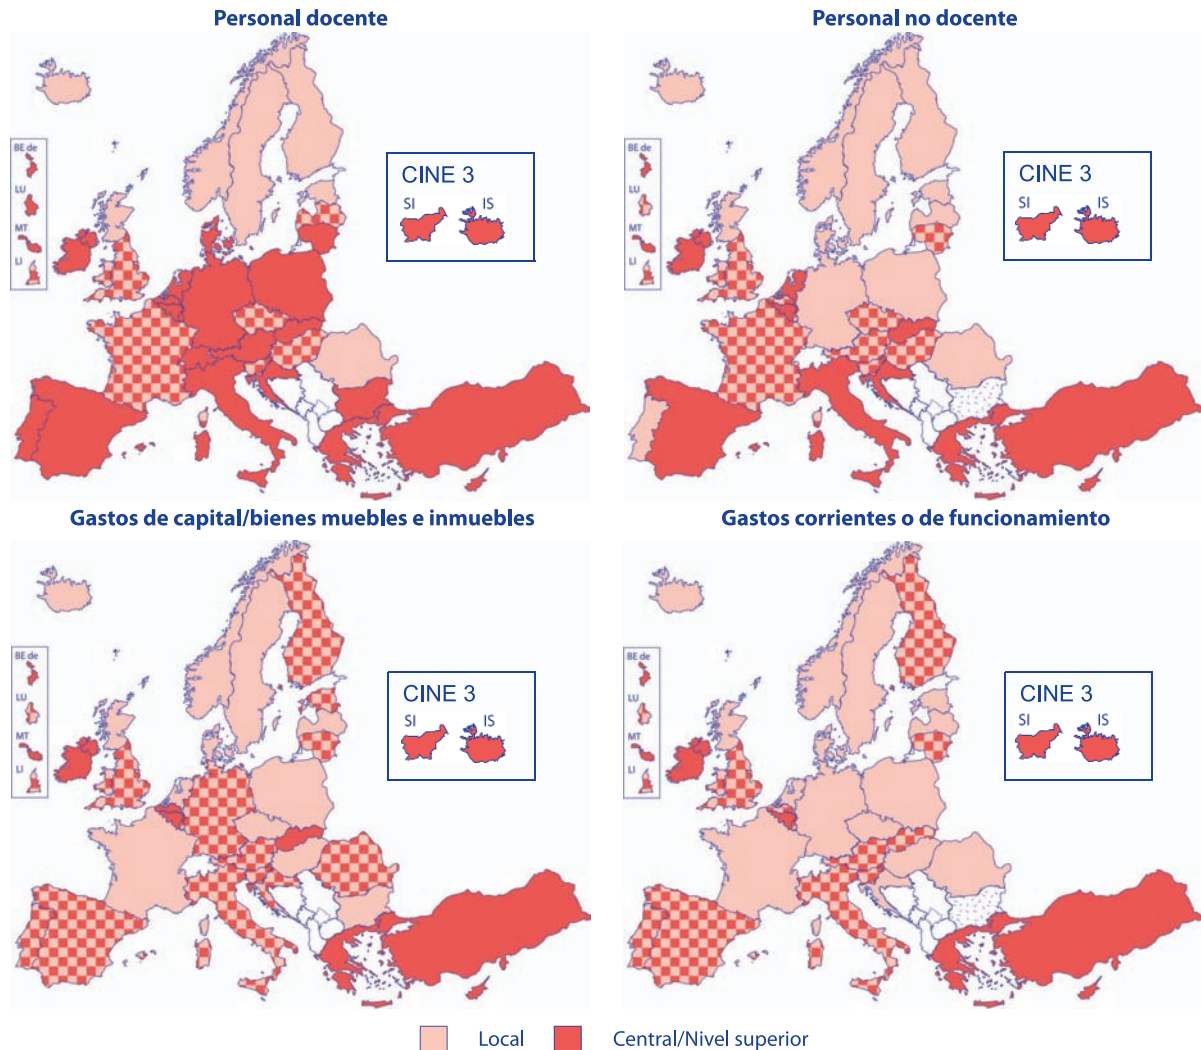 Personal docente
Personal no docente
BE de
LU
MT
LI
CINE 3
SI IS
BE de
LU
MT
LI
CINE 3
SI IS
Gastos de capital/bienes muebles e inmuebles
Gastos corrientes o de funcionamiento
BE de
LU
MT
LI
CINE 3
SI IS
BE de
LU
MT
LI
CINE 3
SI IS
Local
Central/Nivel superior